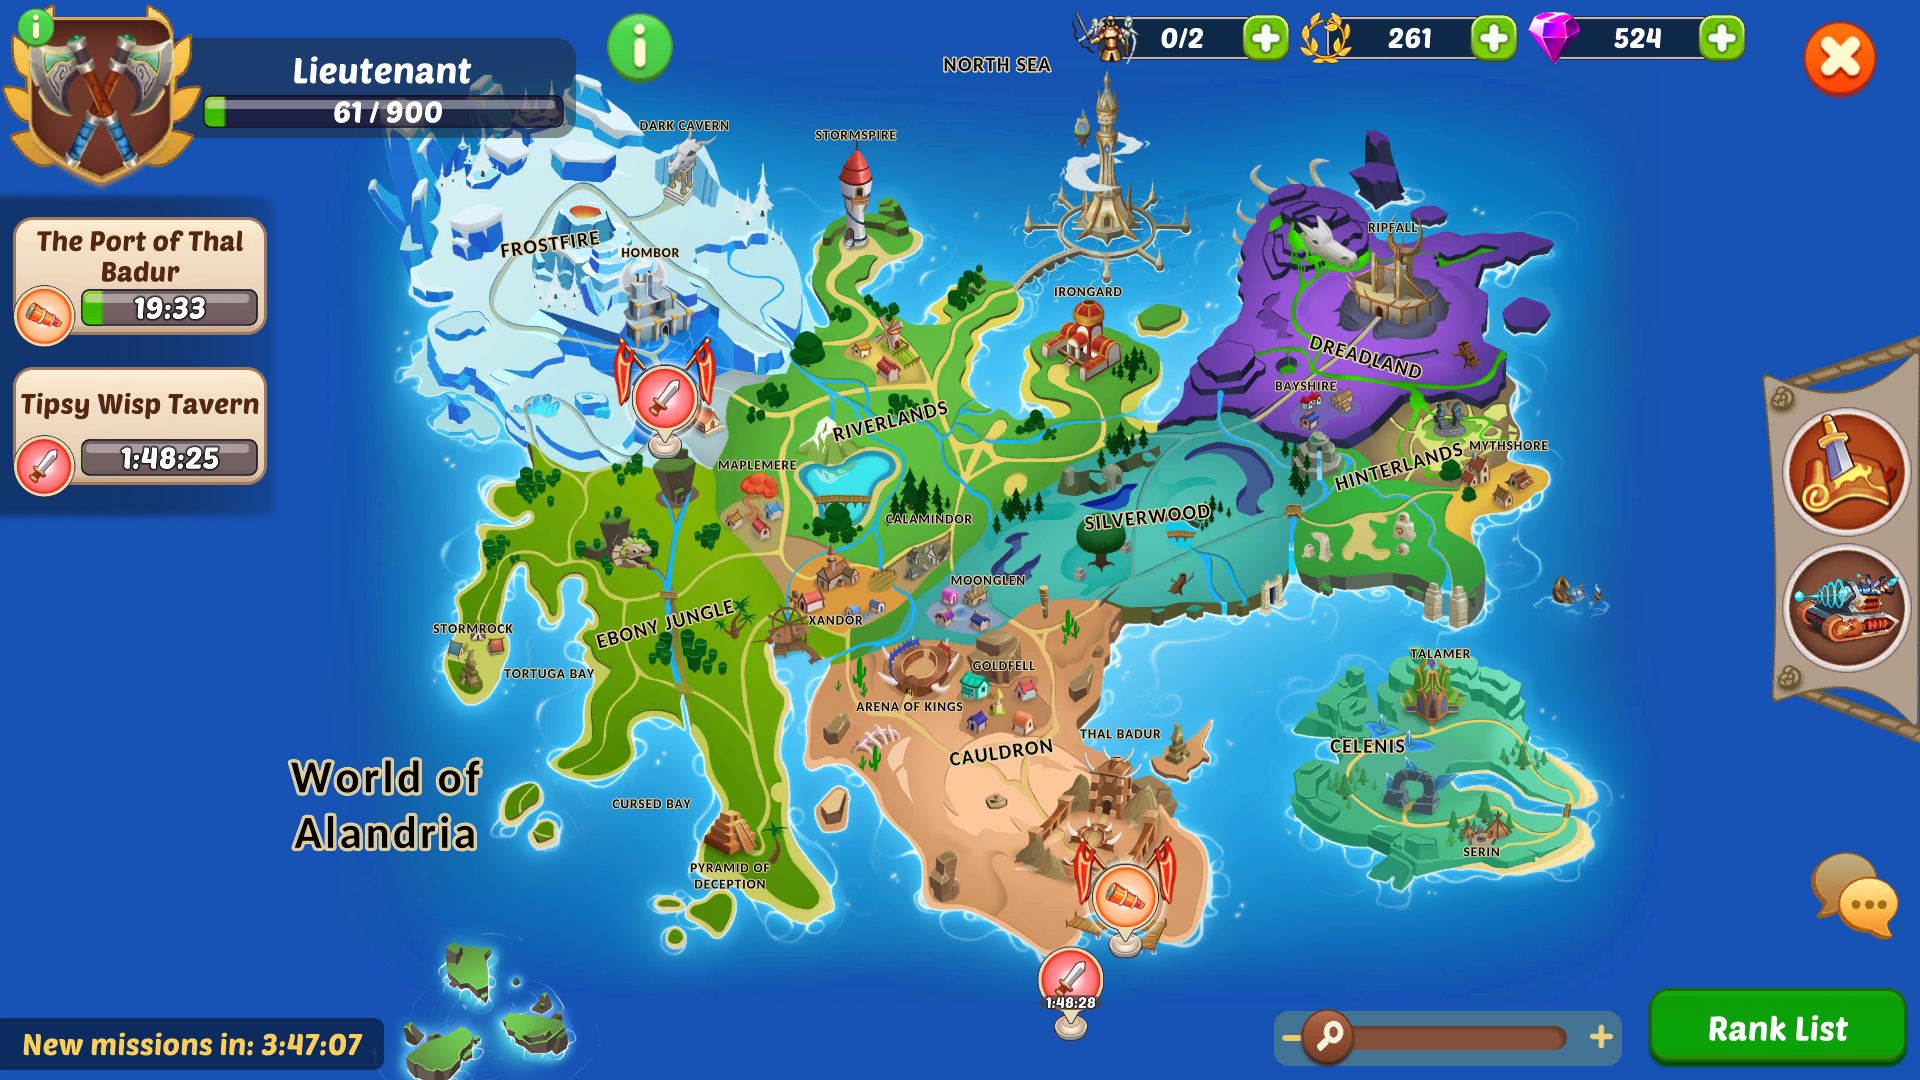 Lieutenant
61 / 900
0/2
261
524
The Port of Thal
Badur
19:33
Tipsy Wisp Tavern
1:48:25
NORTH SEA
DARK CAVERN
STORMSPIRE
FROSTFIRE
HOMBOR
IRONGARD
RIPFALL
DREADLAND
BAYSHIRE
RIVERLANDS
MAPLEMERE
CALAMINDOR
SILVERWOOD
HINTERLANDS
MYTHSHORE
MOONGLEN
XANDOR
EBONY JUNGLE
STORMROCK
TORTUGA BAY
ARENA OF KINGS
GOLDFELL
CAULDRON
THAL BADUR
TALAMER
CELENIS
SERIN
CURSED BAY
PYRAMID OF
DECEPTION
World of
Alandria
1:48:28
New missions in: 3:47:07
Rank List